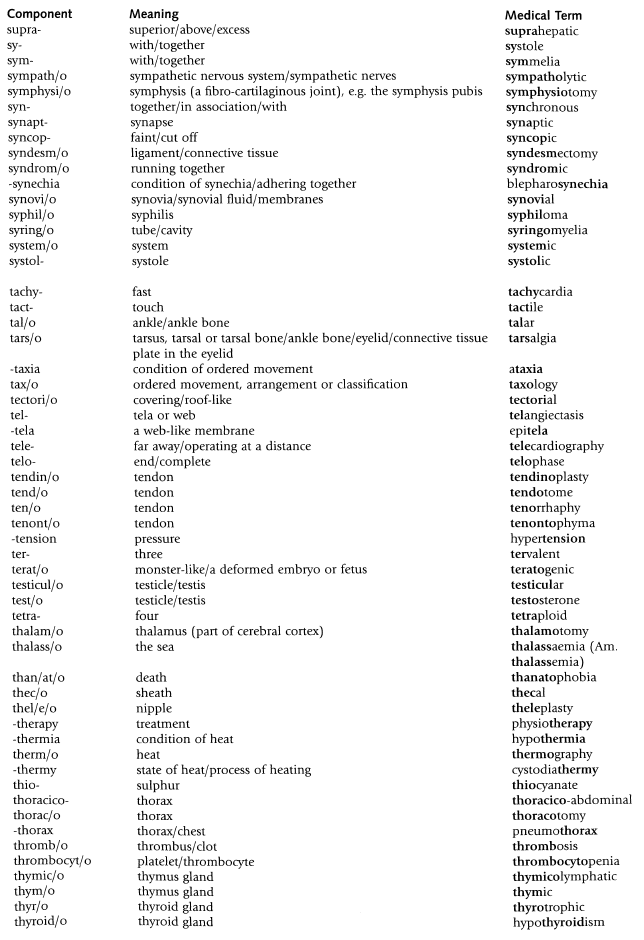 Component Meaning Medical Term
supra- superior/above/excess suprahepatic
sy- with/together systole
sym- with/together symmelia
sympath/o sympathetic nervous system/sympathetic nerves sympatholytic
symphysi/o symphysis (a fibro-cartilaginous joint), e.g. the symphysis pubis symphysiotomy
syn- together/in association/with synchronous
synapt- synapse synaptic
syncop- faint/cut off syncopic
syndesm/o ligament/connective tissue syndesmectomy
syndrom/o running together syndromic
-synechia condition of synechia/adhering together blepharosynechia
synovi/o synovia/synovial fluid/membranes synovial
syphil/o syphilis syphiloma
syring/o tube/cavity syringomyelia
system/o system systemic
systol- systole systolic
tachy- fast tachycardia
tact- touch tactile
tal/o ankle/ankle bone talar
tars/o tarsus, tarsal or tarsal bone/ankle bone/eyelid/connective tissue tarsalgia
plate in the eyelid
-taxia condition of ordered movement ataxia
tax/o ordered movement, arrangement or classification taxology
tectori/o covering/roof-like tectorial
tel- tela or web telangiectasis
-tela a web-like membrane epitela
tele- far away/operating at a distance telecardiography
telo- end/complete telophase
tendin/o tendon tendinoplasty
tend/o tendon tendotome
ten/o tendon tenorrhaphy
tenont/o tendon tenontophyma
-tension pressure hypertension
ter- three tervalent
terat/o monster-like/a deformed embryo or fetus teratogenic
testicul/o testicle/testis testicular
test/o testicle/testis testosterone
tetra- four tetraploid
thalam/o thalamus (part of cerebral cortex) thalamotomy
thalass/o the sea thalassaemia (Am.
thalassemia)
than/at/o death thanatophobia
thec/o sheath thecal
thel/e/o nipple theleplasty
-therapy treatment physiotherapy
-thermia condition of heat hypothermia
therm/o heat thermography
-thermy state of heat/process of heating cystodiathermy
thio- sulphur thiocyanate
thoracico- thorax thoracico-abdominal
thorac/o thorax thoracotomy
-thorax thorax/chest pneumothorax
thromb/o thrombus/clot thrombosis
thrombocyt/o platelet/thrombocyte thrombocytopenia
thymic/o thymus gland thymicolymphatic
thym/o thymus gland thymic
thyr/o thyroid gland thyrotrophic
thyroid/o thyroid gland hypothyroidism